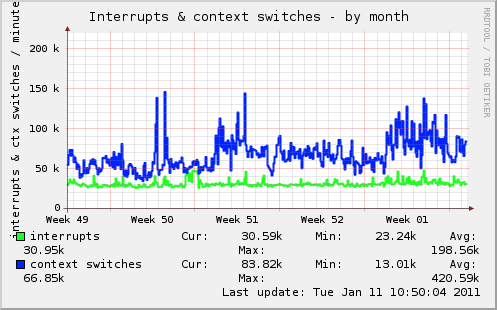 Interrupts & context switches - by month
RRDTOOL / TOBI OETIKER
interrupts & ctx switches / minute
200 k
150 k
100 k
50 k
0
Week 49 Week 50 Week 51 Week 52 Week 01
interrupts Cur: 30.59k Min: 23.24k Avg:
30.95k Max: 198.56k
context switches Cur: 83.82k Min: 13.01k Avg:
66.85k Max: 420.59k
Last update: Tue Jan 11 10:50:04 2011